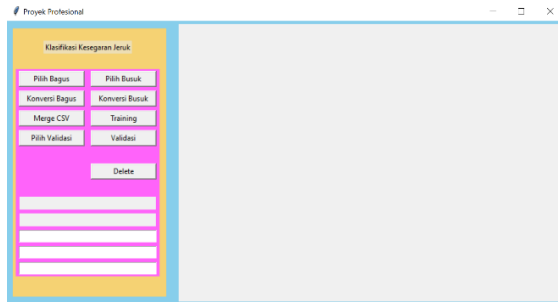 Proyek Profesional
Klasifikasi Kesegaran Jeruk
Pilih Bagus Pilih Busuk
Konversi Bagus Konversi Busuk
Merge CSV Training
Pilih Validasi Validasi
Delete